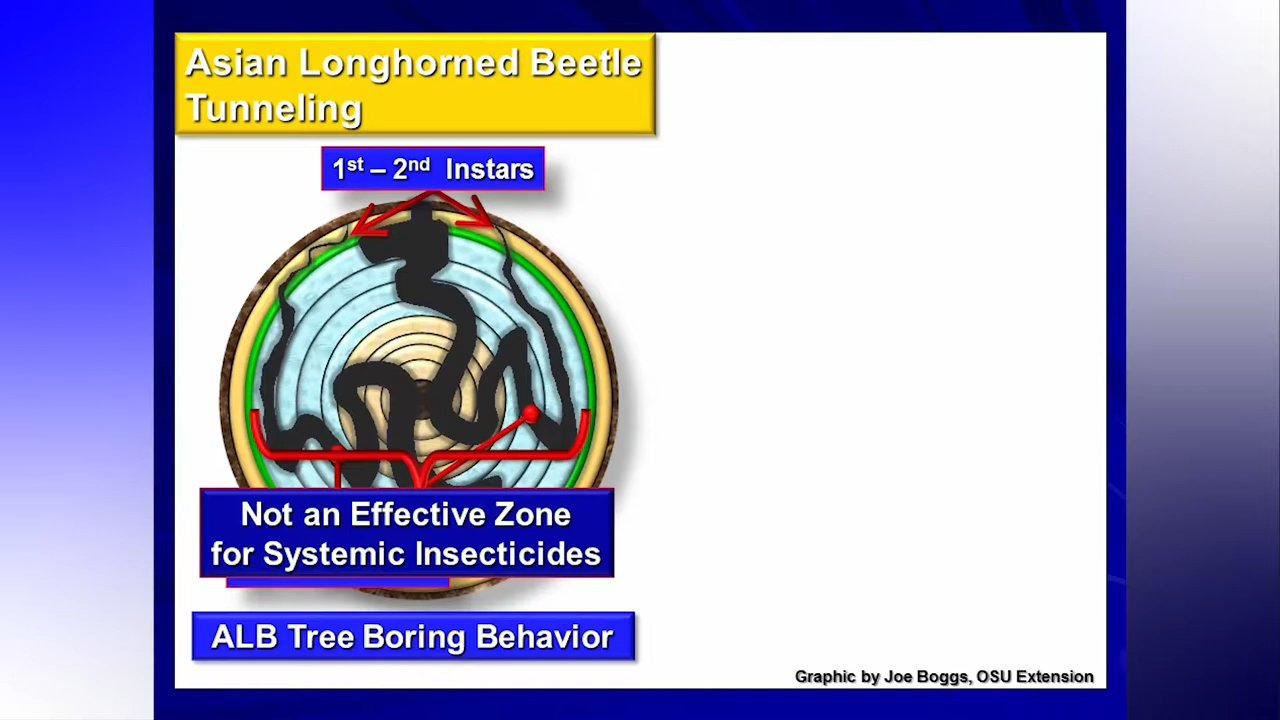 Asian Longhorned Beetle
Tunneling
1st – 2nd Instars
Not an Effective Zone
for Systemic Insecticides
ALB Tree Boring Behavior
Graphic by Joe Boggs, OSU Extension